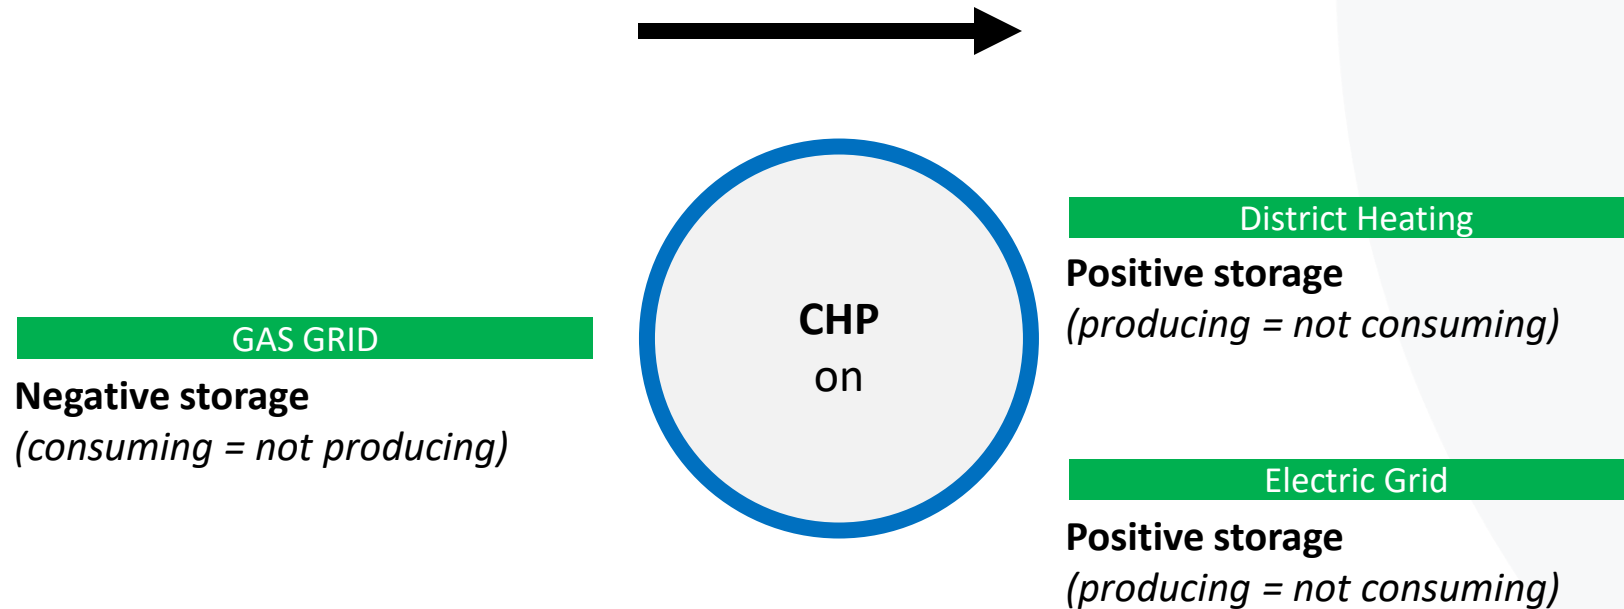 GAS GRID
Negative storage
(consuming = not producing)
CHP
on
District Heating
Positive storage
(producing = not consuming)
Electric Grid
Positive storage
(producing = not consuming)